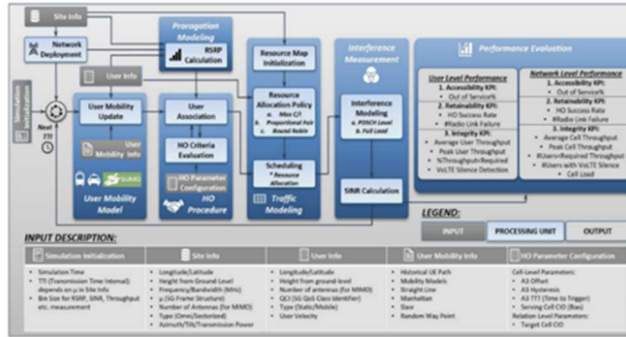 Site Info
Network
Deployment
Simulation
Initialization
Next
TTI
Propagation
Modeling
RSRP
Calculation
User Info
User Mobility
Update
User
Mobility Info
SUMO
User Mobility
Model
User
Association
HO Criteria
Evaluation
HO Parameter
Configuration
HO
Procedure
Resource Map
Initialization
Resource
Allocation Policy
a. Max C/I
b. Proportional Fair
c. Round Robin
Scheduling
* Resource
Allocation
Traffic Modeling
Interference
Measurement
Interference
Modeling
a. PDSCH Level
b. Full Load
SINR Calculation
Performance Evaluation
User Level Performance
1. Accessibility KPI:
• Out of Service%
2. Retainability KPI:
• HO Success Rate
• #Radio Link Failure
3. Integrity KPI:
• Average User Throughput
• Peak User Throughput
• %Throughput<Required
• VoLTE Silence Detection
Network Level Performance
1. Accessibility KPI:
• Out of Service%
2. Retainability KPI:
• HO Success Rate
• #Radio Link Failure
3. Integrity KPI:
• Average Cell Throughput
• Peak Cell Throughput
• #Users<Required Throughput
• #Users with VoLTE Silence
• Cell Load
LEGEND:
INPUT
PROCESSING UNIT
OUTPUT
INPUT DESCRIPTION:
Simulation Initialization
• Simulation Time
• TTI (Transmission Time Interval)
depends on μ in Site Info
• Bin Size for RSRP, SINR, Throughput
etc. measurement
Site Info
• Longitude/Latitude
• Height from Ground Level
• Frequency/Bandwidth (MHz)
• μ (5G Frame Structure)
• Number of Antennas (for MIMO)
• Type (Omni/Sectorized)
• Azimuth/Tilt/Transmission Power
User Info
• Longitude/Latitude
• Height from ground-level
• Number of antennas (for MIMO)
• QCI (5G QoS Class Identifier)
• Type (Static/Mobile)
• User Velocity
User Mobility Info
• Historical UE Path
• Mobility Models
• Straight Line
• Manhattan
• Slaw
• Random Way Point
HO Parameter Configuration
Cell-Level Parameters:
• A3 Offset
• A3 Hysteresis
• A3 TTT (Time to Trigger)
• Serving Cell CIO (Bias)
Relation Level Parameters:
• Target Cell CIO